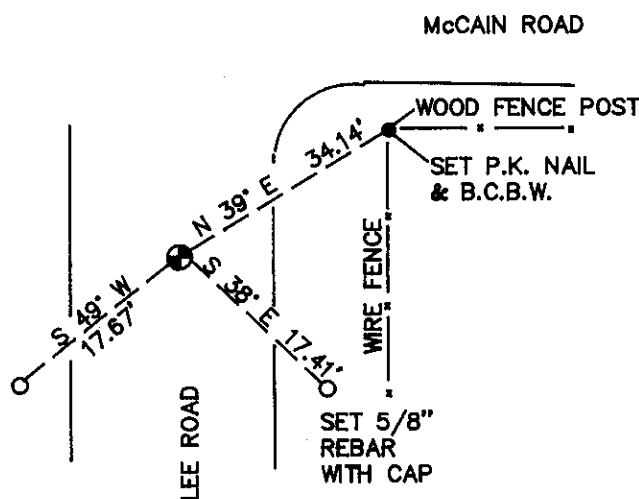 McCAIN ROAD
WOOD FENCE POST
SET P.K. NAIL
& B.C.B.W.
N 39° E 34.14'
WIRE FENCE
S 49° W
17.67'
S 38° E 17.41'
LEE ROAD
SET 5/8"
REBAR
WITH CAP